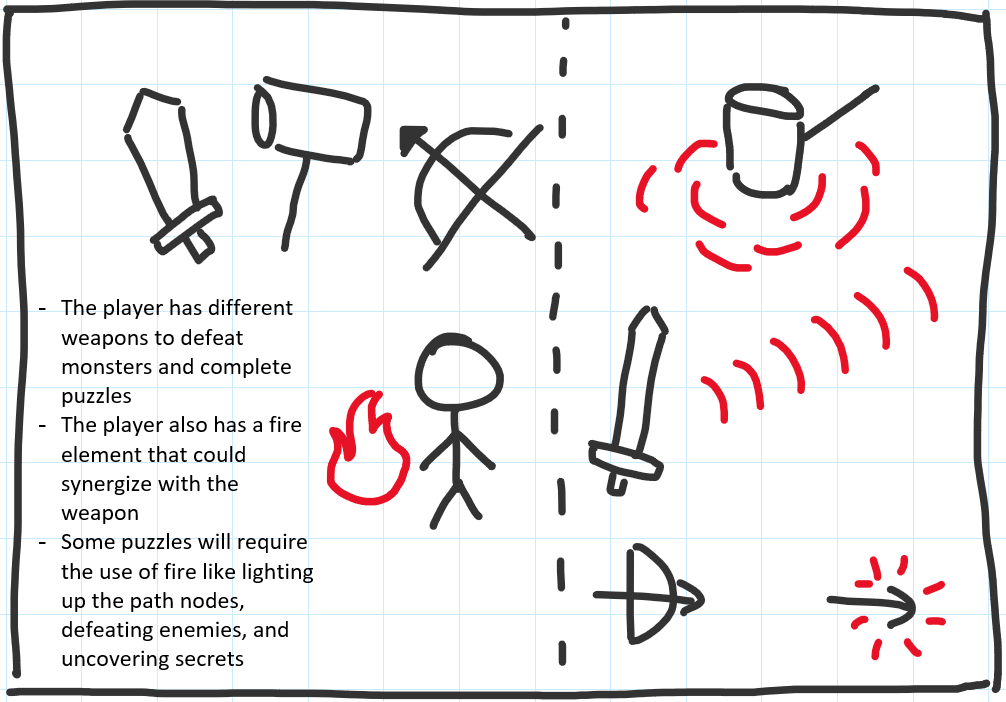 - The player has different
weapons to defeat
monsters and complete
puzzles
- The player also has a fire
element that could
synergize with the
weapon
- Some puzzles will require
the use of fire like lighting
up the path nodes,
defeating enemies, and
uncovering secrets